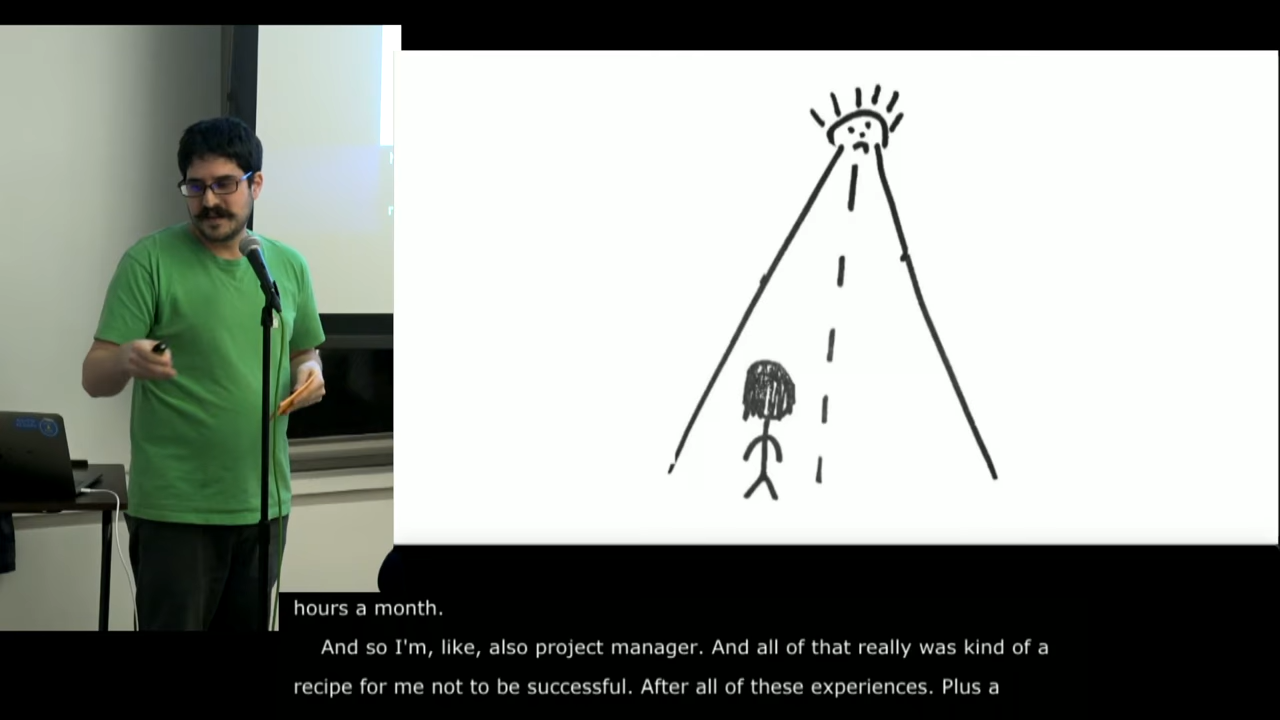 hours a month.
And so I'm, like, also project manager. And all of that really was kind of a
recipe for me not to be successful. After all of these experiences. Plus a